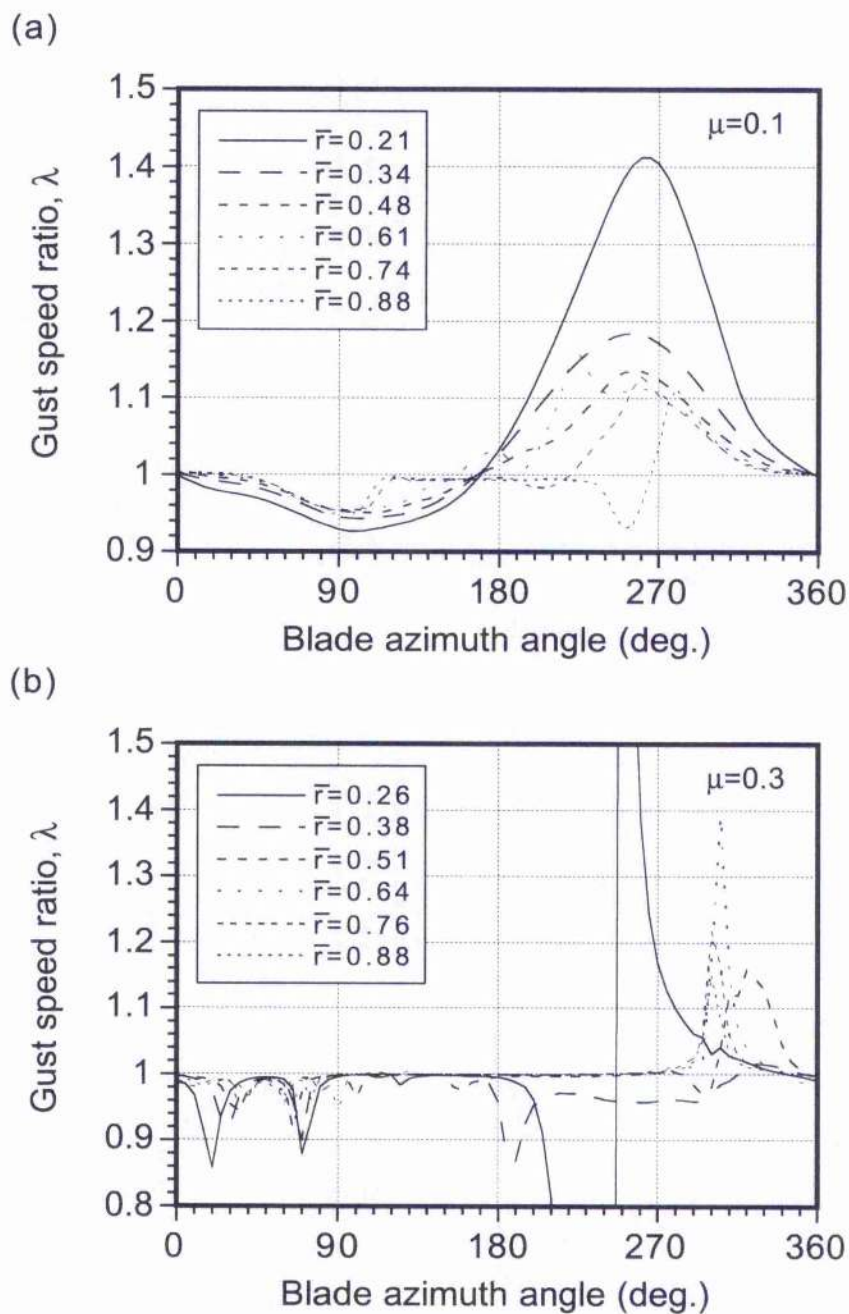 (a)
Gust speed ratio, λ
1.5
1.4
1.3
1.2
1.1
1
0.9
r̅=0.21
r̅=0.34
r̅=0.48
r̅=0.61
r̅=0.74
r̅=0.88
μ=0.1
0 90 180 270 360
Blade azimuth angle (deg.)
(b)
Gust speed ratio, λ
1.5
1.4
1.3
1.2
1.1
1
0.9
0.8
r̅=0.26
r̅=0.38
r̅=0.51
r̅=0.64
r̅=0.76
r̅=0.88
μ=0.3
0 90 180 270 360
Blade azimuth angle (deg.)